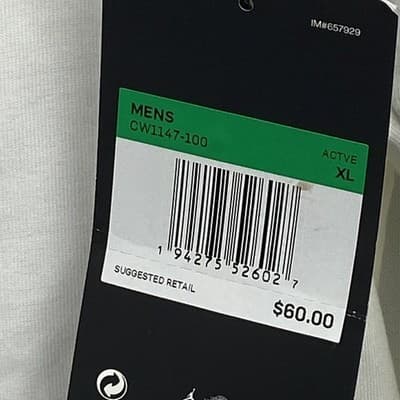 IM#657929
MENS
CW1147-100
ACTVE
XL
1 94275 52602 7
SUGGESTED RETAIL
$60.00